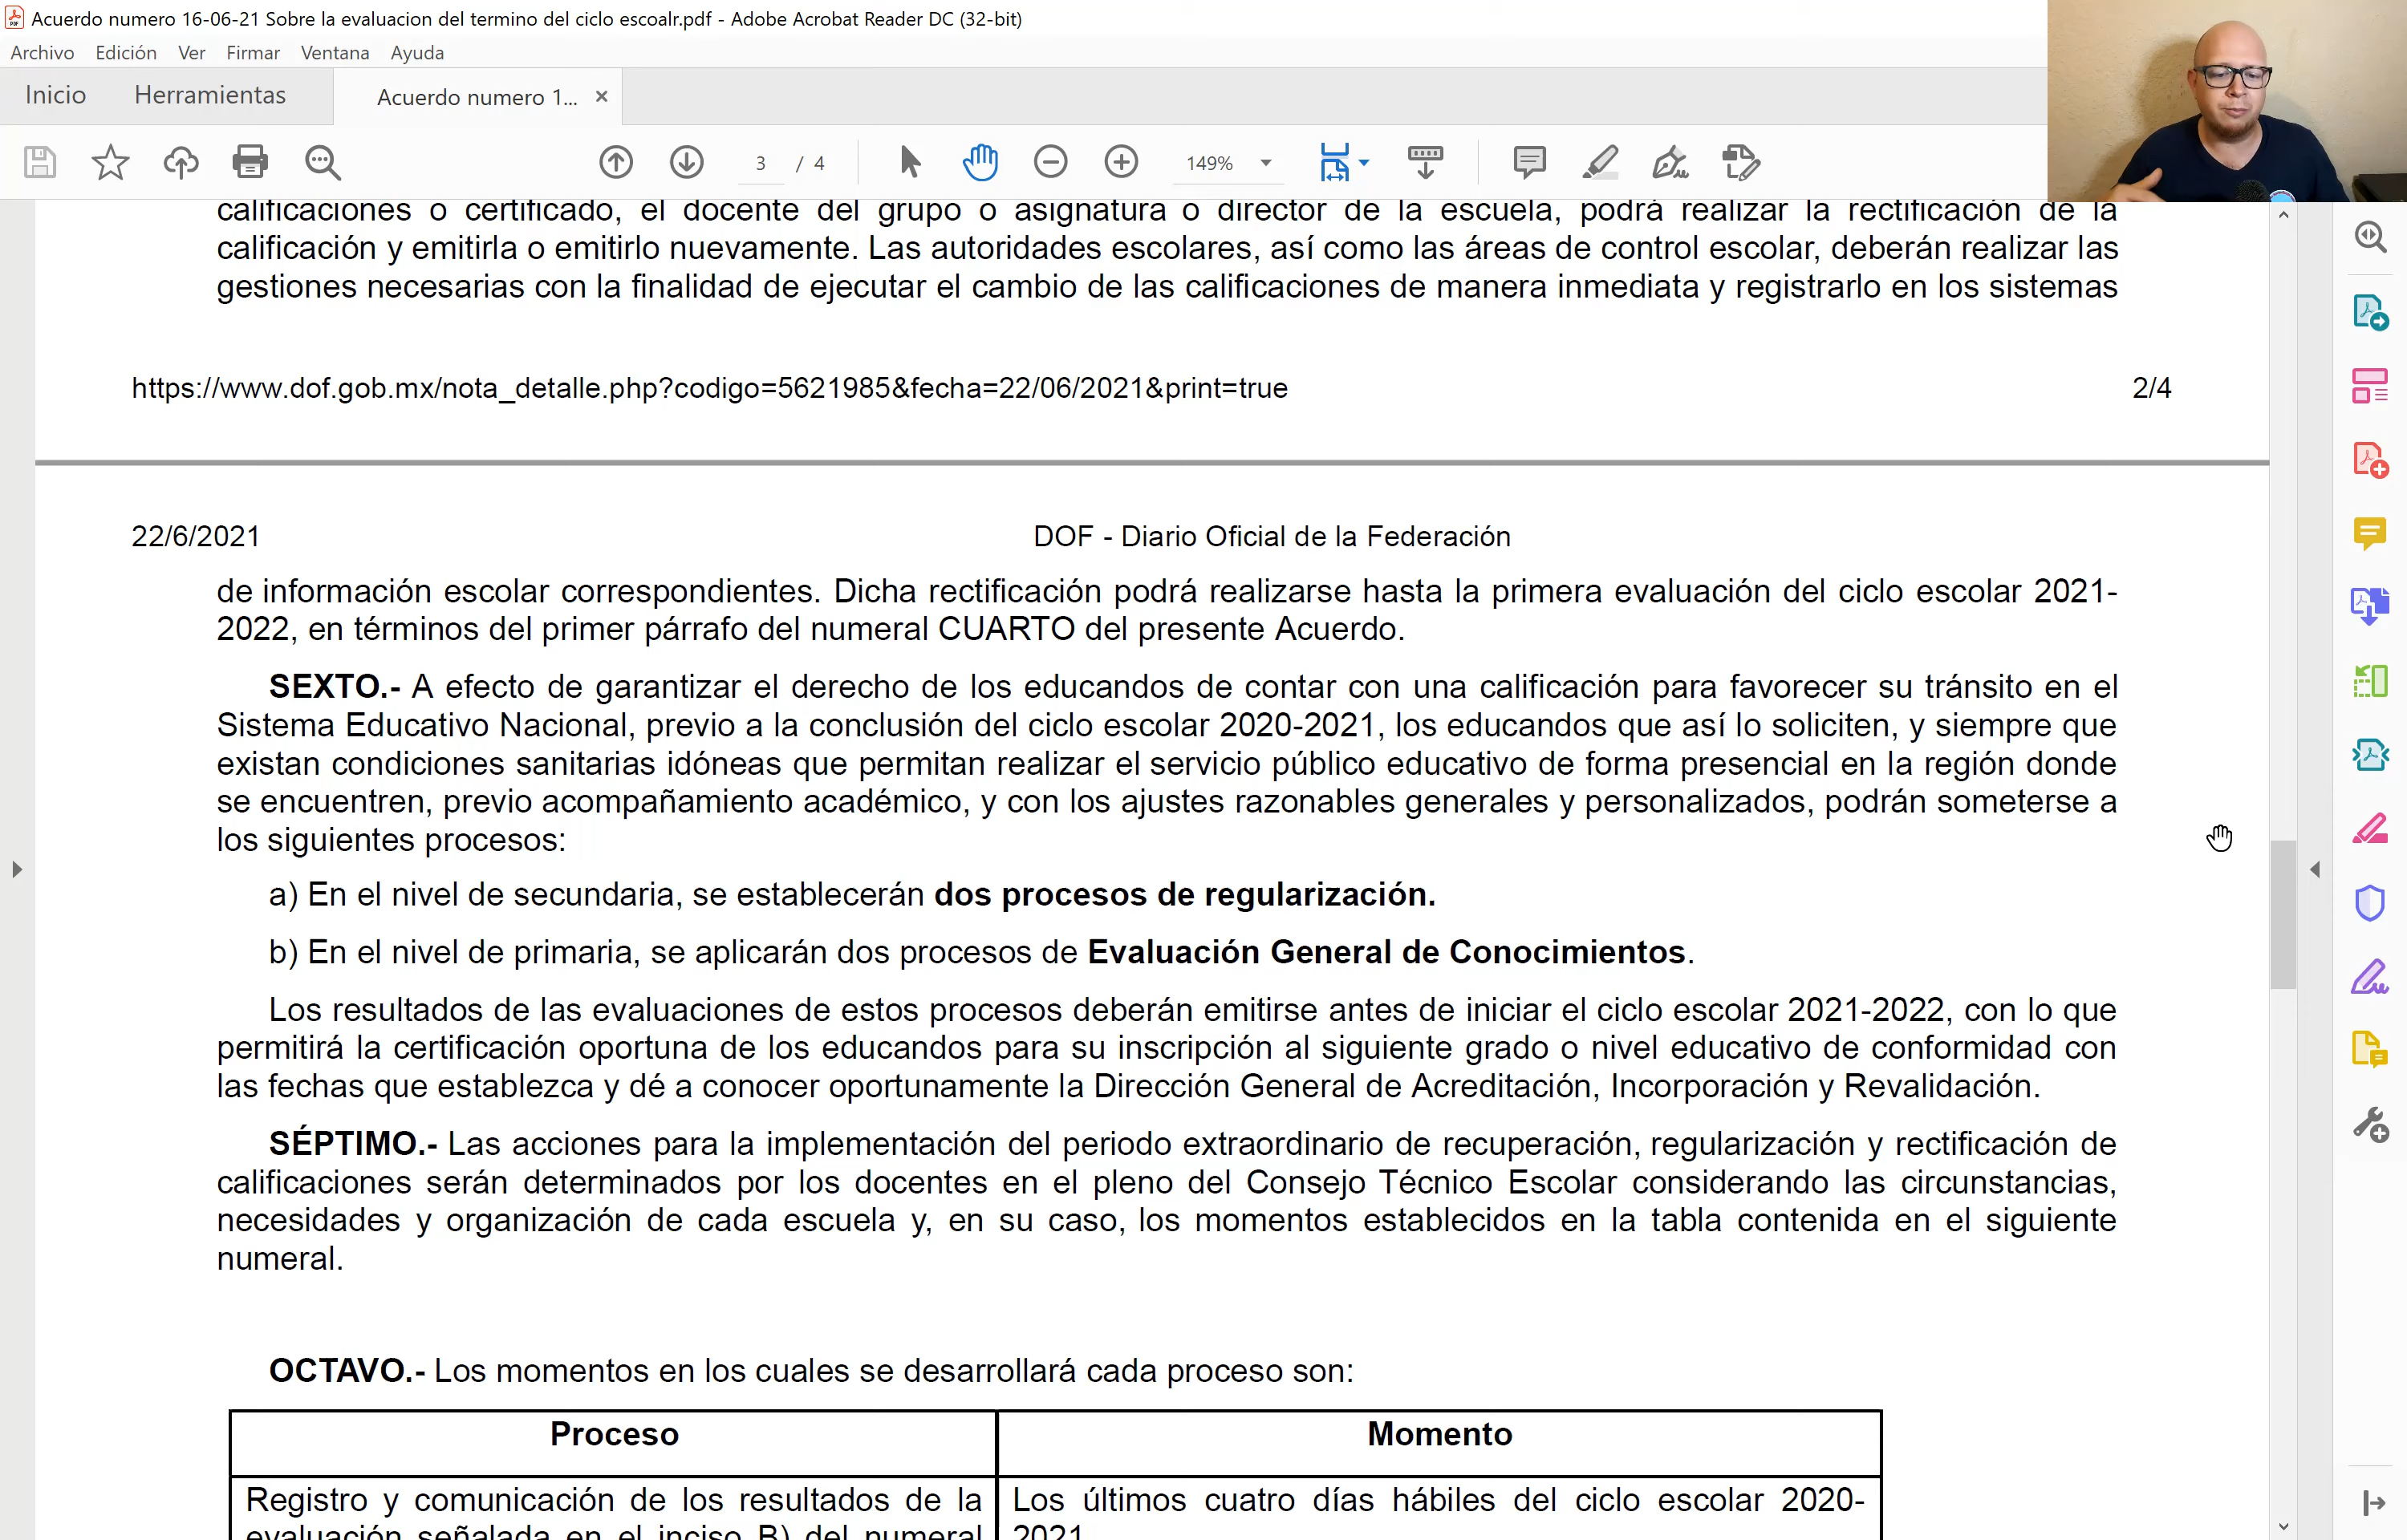 Acuerdo numero 16-06-21 Sobre la evaluacion del termino del ciclo escoalr.pdf - Adobe Acrobat Reader DC (32-bit)
Archivo Edición Ver Firmar Ventana Ayuda
Inicio Herramientas Acuerdo numero 1... ×
3 / 4 149%
calificaciones o certificado, el docente del grupo o asignatura o director de la escuela, podrá realizar la rectificación de la
calificación y emitirla o emitirlo nuevamente. Las autoridades escolares, así como las áreas de control escolar, deberán realizar las
gestiones necesarias con la finalidad de ejecutar el cambio de las calificaciones de manera inmediata y registrarlo en los sistemas
https://www.dof.gob.mx/nota_detalle.php?codigo=5621985&fecha=22/06/2021&print=true 2/4
22/6/2021 DOF - Diario Oficial de la Federación
de información escolar correspondientes. Dicha rectificación podrá realizarse hasta la primera evaluación del ciclo escolar 2021-
2022, en términos del primer párrafo del numeral CUARTO del presente Acuerdo.
SEXTO.- A efecto de garantizar el derecho de los educandos de contar con una calificación para favorecer su tránsito en el
Sistema Educativo Nacional, previo a la conclusión del ciclo escolar 2020-2021, los educandos que así lo soliciten, y siempre que
existan condiciones sanitarias idóneas que permitan realizar el servicio público educativo de forma presencial en la región donde
se encuentren, previo acompañamiento académico, y con los ajustes razonables generales y personalizados, podrán someterse a
los siguientes procesos:
a) En el nivel de secundaria, se establecerán dos procesos de regularización.
b) En el nivel de primaria, se aplicarán dos procesos de Evaluación General de Conocimientos.
Los resultados de las evaluaciones de estos procesos deberán emitirse antes de iniciar el ciclo escolar 2021-2022, con lo que
permitirá la certificación oportuna de los educandos para su inscripción al siguiente grado o nivel educativo de conformidad con
las fechas que establezca y dé a conocer oportunamente la Dirección General de Acreditación, Incorporación y Revalidación.
SÉPTIMO.- Las acciones para la implementación del periodo extraordinario de recuperación, regularización y rectificación de
calificaciones serán determinados por los docentes en el pleno del Consejo Técnico Escolar considerando las circunstancias,
necesidades y organización de cada escuela y, en su caso, los momentos establecidos en la tabla contenida en el siguiente
numeral.
OCTAVO.- Los momentos en los cuales se desarrollará cada proceso son:
Proceso Momento
Registro y comunicación de los resultados de la Los últimos cuatro días hábiles del ciclo escolar 2020-
evaluación señalada en el inciso B) del numeral 2021